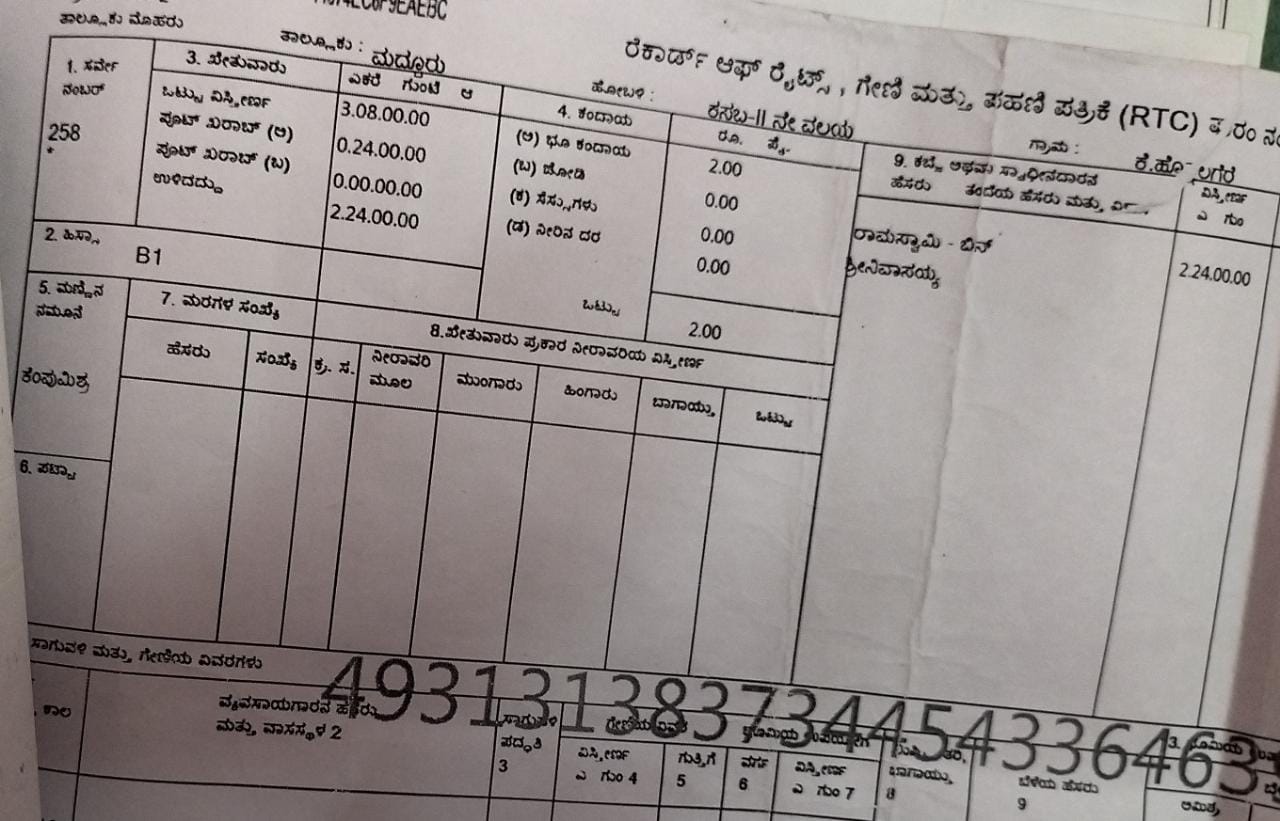 ತಾಲ್ಲೂಕು ಮೊಹರು
ತಾಲ್ಲೂಕು : ಮದ್ದೂರು
ರೆಕಾರ್ಡ್ ಆಫ್ ರೈಟ್ಸ್ , ಗೇಣಿ ಮತ್ತು ಪಹಣಿ ಪತ್ರಿಕೆ (RTC)
ಹೋಬಳಿ : ಕಸಬ-II ನೇ ವಲಯ
ಗ್ರಾಮ :
1. ಸರ್ವೇ ನಂಬರ್
258
*
2. ಹಿಸ್ಸಾ
B1
3. ಖೇತುವಾರು
ಎಕರೆ ಗುಂಟೆ ಆ
ಒಟ್ಟು ವಿಸ್ತೀರ್ಣ 3.08.00.00
ಪೂಟ್ ಖರಾಬ್ (ಅ) 0.24.00.00
ಪೂಟ್ ಖರಾಬ್ (ಬ) 0.00.00.00
ಉಳಿದದ್ದು 2.24.00.00
4. ಕಂದಾಯ
ರೂ. ಪೈ.
(ಅ) ಭೂ ಕಂದಾಯ 2.00
(ಬ) ಜೋಡಿ 0.00
(ಕ) ಸೆಸ್ಸುಗಳು 0.00
(ಡ) ನೀರಿನ ದರ 0.00
ಒಟ್ಟು 2.00
9. ಕಬ್ಜೆ ಅಥವಾ ಸ್ವಾಧೀನದಾರನ
ಹೆಸರು ತಂದೆಯ ಹೆಸರು ಮತ್ತು
ವಿಸ್ತೀರ್ಣ
ಎ ಗುಂ
ರಾಮಸ್ವಾಮಿ - ಬಿನ್
ಶ್ರೀನಿವಾಸಯ್ಯ
2.24.00.00
5. ಮಣ್ಣಿನ
ನಮೂನೆ
ಕೆಂಪುಮಿಶ್ರ
6. ಪಟ್ಟಾ
7. ಮರಗಳ ಸಂಖ್ಯೆ
ಹೆಸರು ಸಂಖ್ಯೆ
8.ಖೇತುವಾರು ಪ್ರಕಾರ ನೀರಾವರಿಯ ವಿಸ್ತೀರ್ಣ
ಕ್ರ. ಸ. ನೀರಾವರಿ ಮೂಲ ಮುಂಗಾರು ಹಿಂಗಾರು ಬಾಗಾಯ್ತು ಒಟ್ಟು
ಸಾಗುವಳಿ ಮತ್ತು ಗೇಣಿಯ ವಿವರಗಳು
493131383734454336463
ಕಾಲ
ವ್ಯವಸಾಯಗಾರನ ಹೆಸರು
ಮತ್ತು ವಾಸಸ್ಥಳ 2
ಸಾಗುವಳಿ
ಪದ್ಧತಿ
3
ಗೇಣಿಯ ವಿವರ
ವಿಸ್ತೀರ್ಣ
ಎ ಗುಂ 4
ಗುತ್ತಿಗೆ
5
ವರ್ಗ
6
ವಿಸ್ತೀರ್ಣ
ಎ ಗುಂ 7
ಬಾಗಾಯ್ತು
8
ಬೆಳೆಯ ಹೆಸರು
9
ಅಮಿಶ್ರ